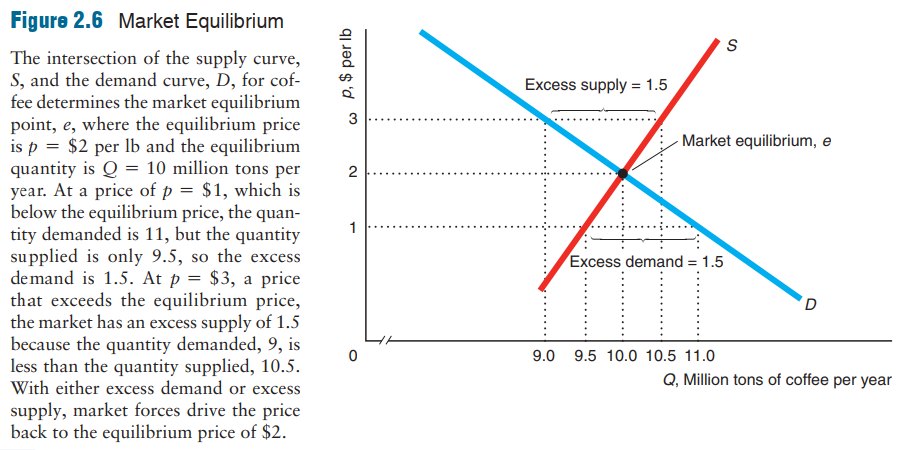 Figure 2.6 Market Equilibrium
The intersection of the supply curve,
S, and the demand curve, D, for cof-
fee determines the market equilibrium
point, e, where the equilibrium price
is p = $2 per lb and the equilibrium
quantity is Q = 10 million tons per
year. At a price of p = $1, which is
below the equilibrium price, the quan-
tity demanded is 11, but the quantity
supplied is only 9.5, so the excess
demand is 1.5. At p = $3, a price
that exceeds the equilibrium price,
the market has an excess supply of 1.5
because the quantity demanded, 9, is
less than the quantity supplied, 10.5.
With either excess demand or excess
supply, market forces drive the price
back to the equilibrium price of $2.
p, $ per lb
S
Excess supply = 1.5
3
Market equilibrium, e
2
1
Excess demand = 1.5
D
0
9.0 9.5 10.0 10.5 11.0
Q, Million tons of coffee per year